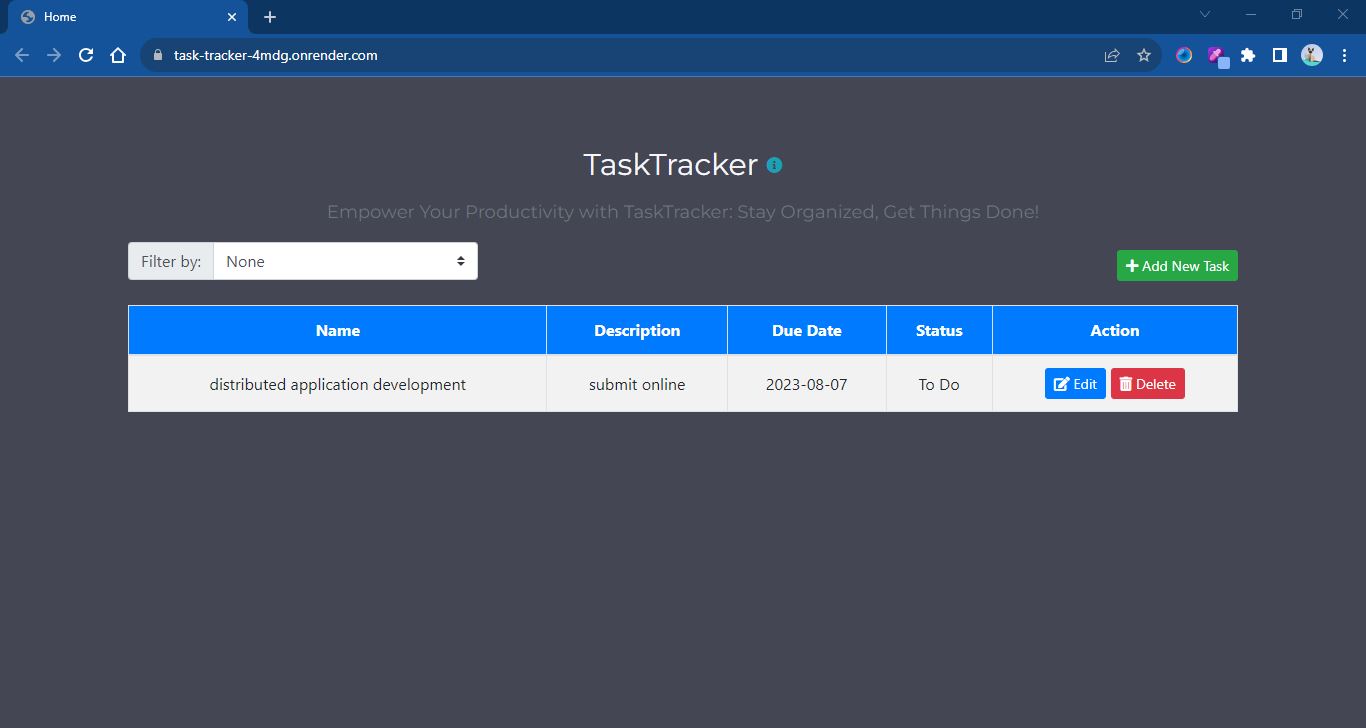 Home
task-tracker-4mdg.onrender.com
TaskTracker
Empower Your Productivity with TaskTracker: Stay Organized, Get Things Done!
Filter by: None
Add New Task
Name Description Due Date Status Action
distributed application development submit online 2023-08-07 To Do Edit Delete